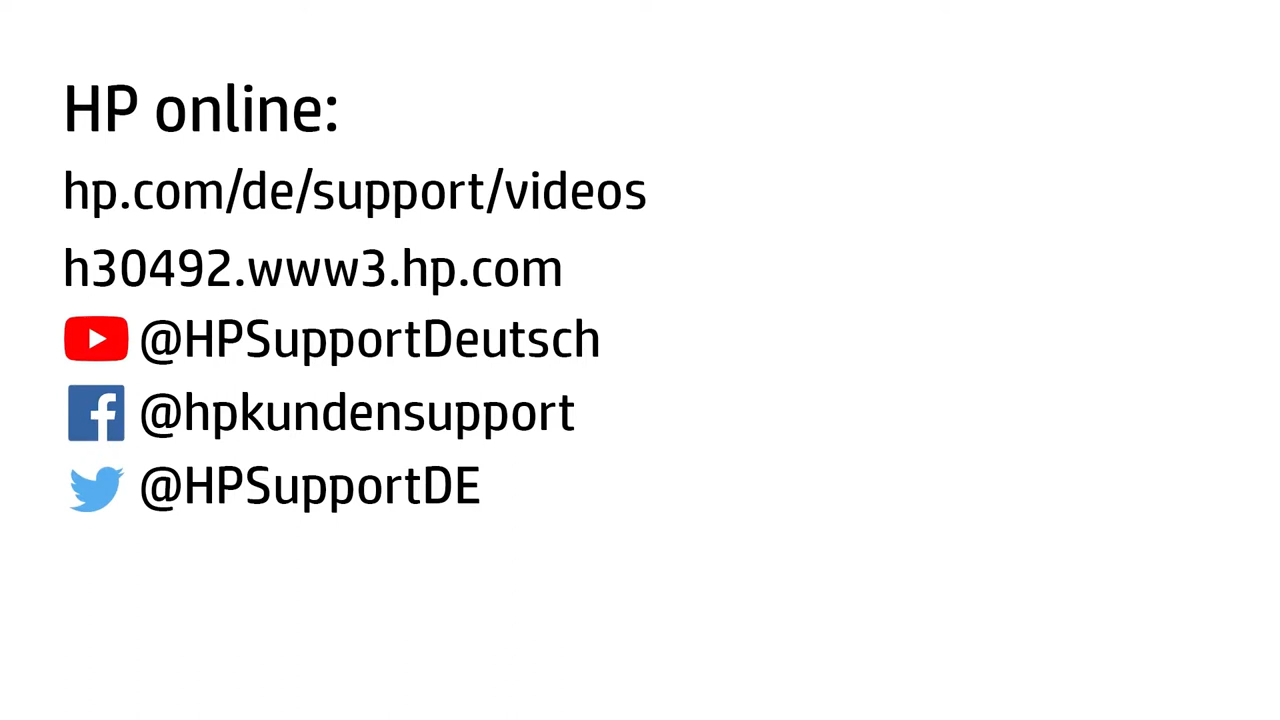 HP online:
hp.com/de/support/videos
h30492.www3.hp.com
@HPSupportDeutsch
@hpkundensupport
@HPSupportDE